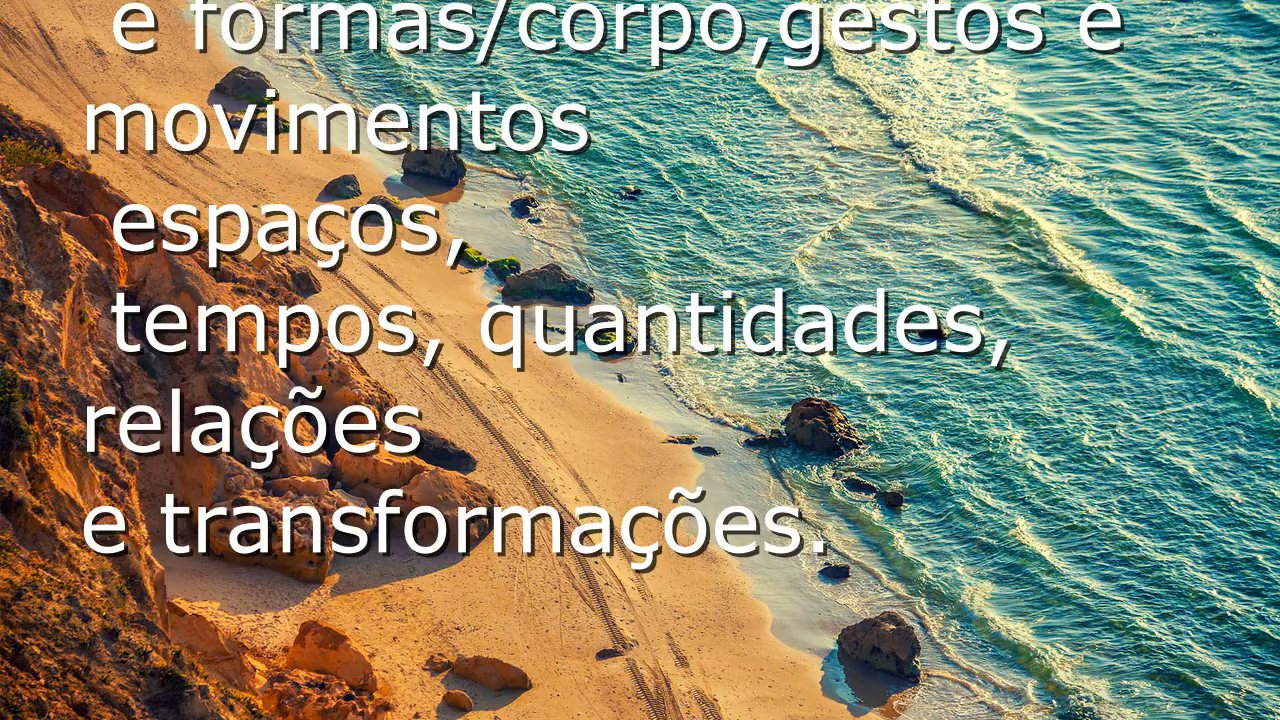 e formas/corpo,gestos e
movimentos
espaços,
tempos, quantidades,
relações
e transformações.